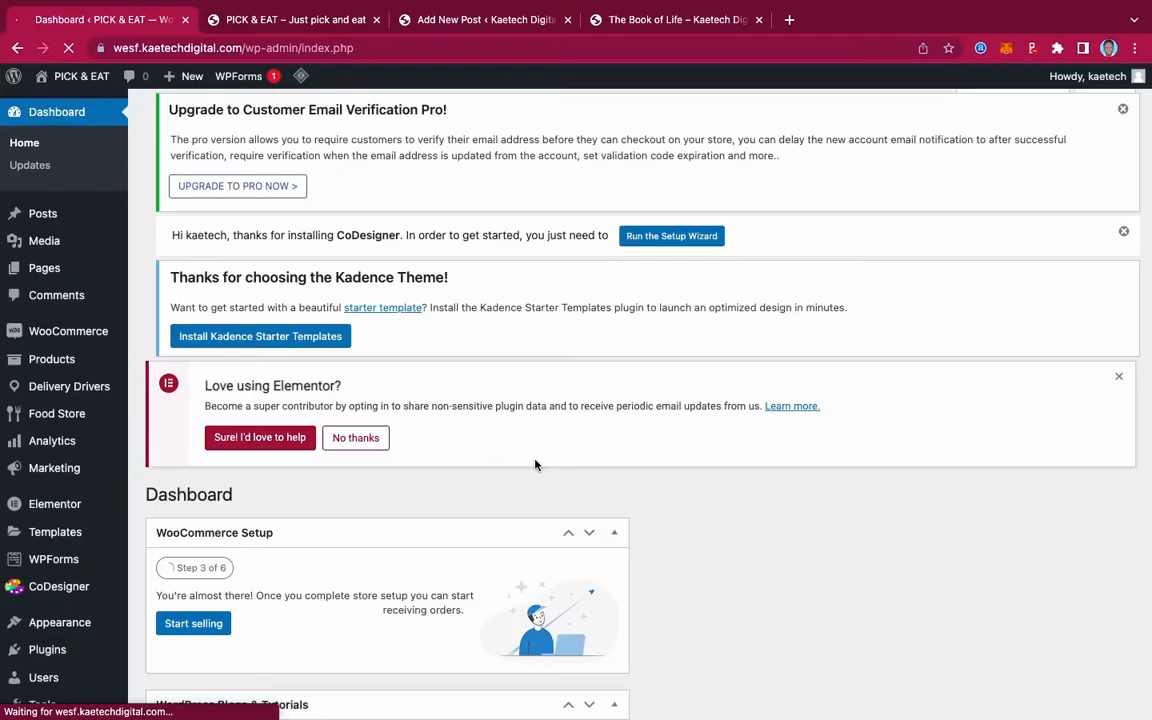 Dashboard ‹ PICK & EAT — Wo
PICK & EAT – Just pick and eat
Add New Post ‹ Kaetech Digita
The Book of Life – Kaetech Dig
wesf.kaetechdigital.com/wp-admin/index.php
PICK & EAT
0
New
WPForms 1
Howdy, kaetech
Dashboard
Home
Updates
Posts
Media
Pages
Comments
WooCommerce
Products
Delivery Drivers
Food Store
Analytics
Marketing
Elementor
Templates
WPForms
CoDesigner
Appearance
Plugins
Users
Tools
Upgrade to Customer Email Verification Pro!
The pro version allows you to require customers to verify their email address before they can checkout on your store, you can delay the new account email notification to after successful
verification, require verification when the email address is updated from the account, set validation code expiration and more..
UPGRADE TO PRO NOW >
Hi kaetech, thanks for installing CoDesigner. In order to get started, you just need to
Run the Setup Wizard
Thanks for choosing the Kadence Theme!
Want to get started with a beautiful starter template? Install the Kadence Starter Templates plugin to launch an optimized design in minutes.
Install Kadence Starter Templates
Love using Elementor?
Become a super contributor by opting in to share non-sensitive plugin data and to receive periodic email updates from us. Learn more.
Sure! I'd love to help
No thanks
Dashboard
WooCommerce Setup
Step 3 of 6
You're almost there! Once you complete store setup you can start
receiving orders.
Start selling
WordPress Blogs & Tutorials
Waiting for wesf.kaetechdigital.com...